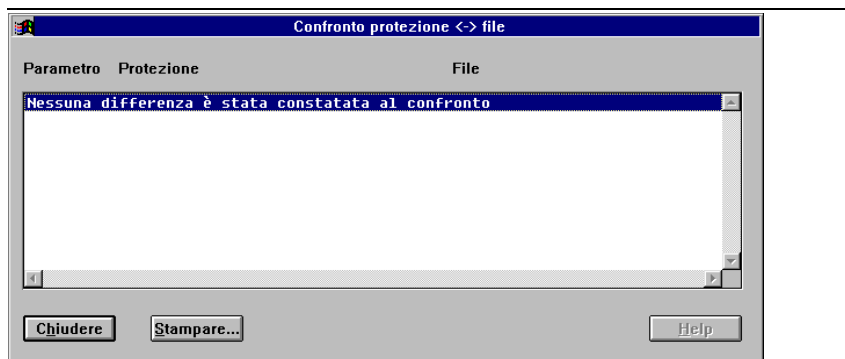 Confronto protezione <-> file
Parametro Protezione File
Nessuna differenza è stata constatata al confronto
Chiudere Stampare... Help